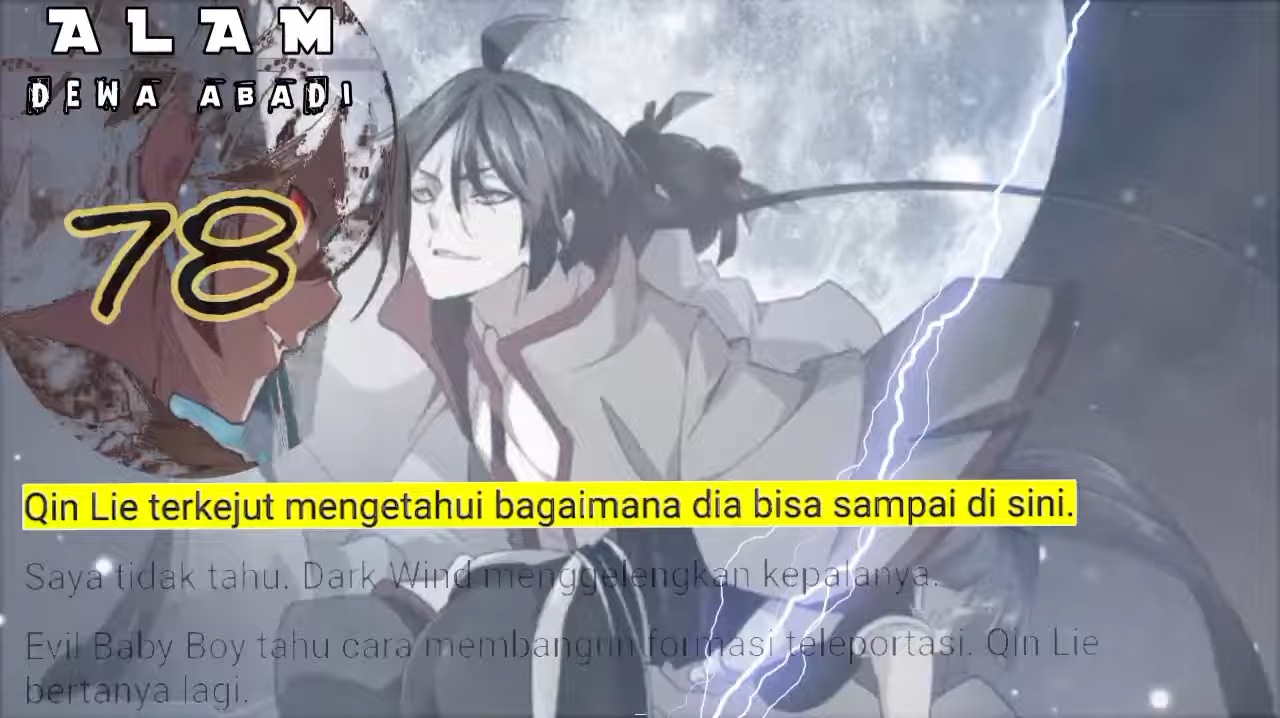 ALAM
DEWA ABADI
78
Qin Lie terkejut mengetahui bagaimana dia bisa sampai di sini.
Saya tidak tahu. Dark Wind menggelengkan kepalanya.
Evil Baby Boy tahu cara membangun formasi teleportasi. Qin Lie
bertanya lagi.